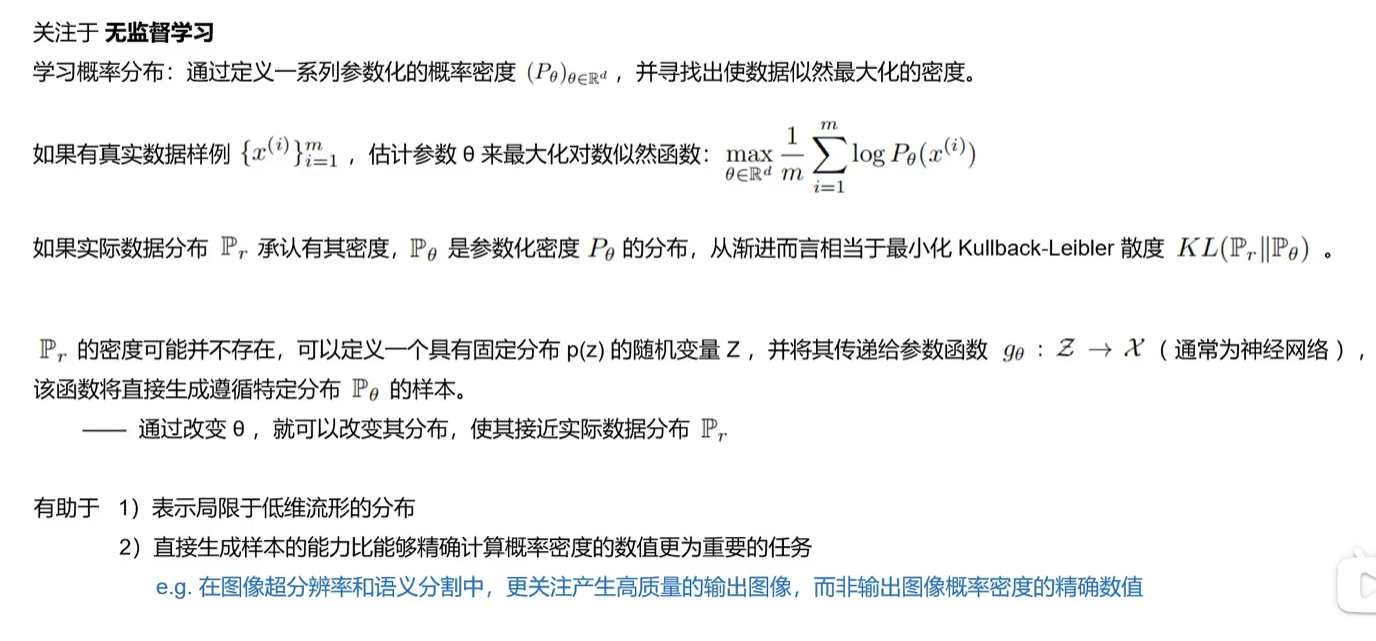 关注于 无监督学习
学习概率分布：通过定义一系列参数化的概率密度 $(P_\theta)_{\theta\in\mathbb{R}^d}$ ，并寻找出使数据似然最大化的密度。
如果有真实数据样例 $\{x^{(i)}\}_{i=1}^m$ ，估计参数 θ 来最大化对数似然函数：$\max_{\theta\in\mathbb{R}^d} \frac{1}{m} \sum_{i=1}^m \log P_\theta(x^{(i)})$
如果实际数据分布 $\mathbb{P}_r$ 承认有其密度，$\mathbb{P}_\theta$ 是参数化密度 $P_\theta$ 的分布，从渐进而言相当于最小化 Kullback-Leibler 散度 $KL(\mathbb{P}_r\|\mathbb{P}_\theta)$ 。
$\mathbb{P}_r$ 的密度可能并不存在，可以定义一个具有固定分布 p(z) 的随机变量 Z ，并将其传递给参数函数 $g_\theta : \mathcal{Z} \to \mathcal{X}$（ 通常为神经网络 ），
该函数将直接生成遵循特定分布 $\mathbb{P}_\theta$ 的样本。
—— 通过改变 θ ，就可以改变其分布，使其接近实际数据分布 $\mathbb{P}_r$
有助于 1）表示局限于低维流形的分布
2）直接生成样本的能力比能够精确计算概率密度的数值更为重要的任务
e.g. 在图像超分辨率和语义分割中，更关注产生高质量的输出图像，而非输出图像概率密度的精确数值